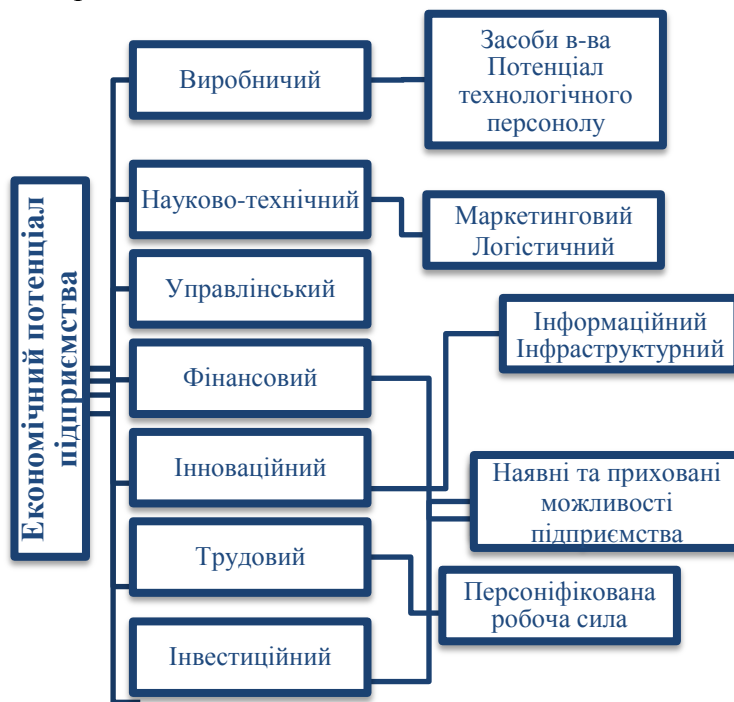 Економічний потенціал
підприємства
Виробничий
Науково-технічний
Управлінський
Фінансовий
Інноваційний
Трудовий
Інвестиційний
Засоби в-ва
Потенціал
технологічного
персонолу
Маркетинговий
Логістичний
Інформаційний
Інфраструктурний
Наявні та приховані
можливості
підприємства
Персоніфікована
робоча сила